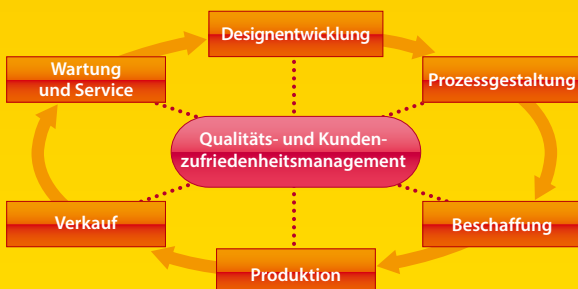 Designentwicklung
Wartung
und Service
Prozessgestaltung
Qualitäts- und Kunden-
zufriedenheitsmanagement
Verkauf
Beschaffung
Produktion